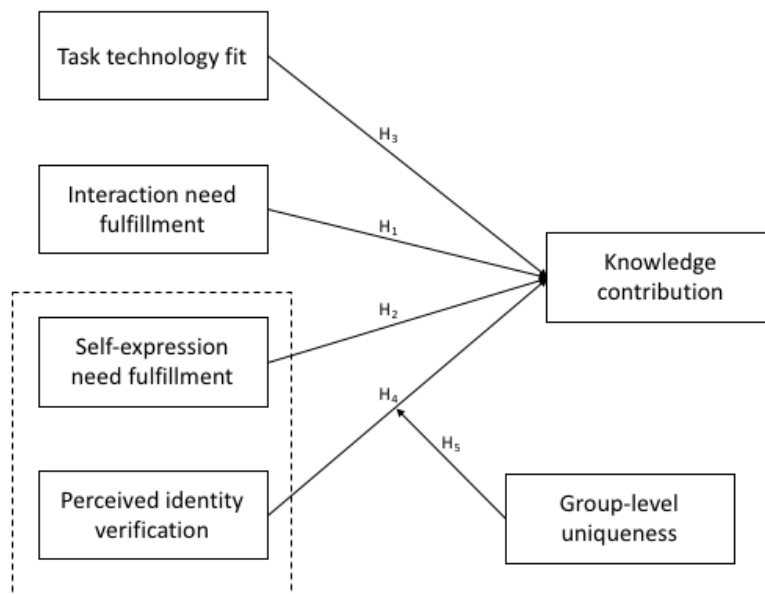 Task technology fit
H₃
Interaction need
fulfillment
H₁
Knowledge
contribution
H₂
Self-expression
need fulfillment
H₄
H₅
Perceived identity
verification
Group-level
uniqueness